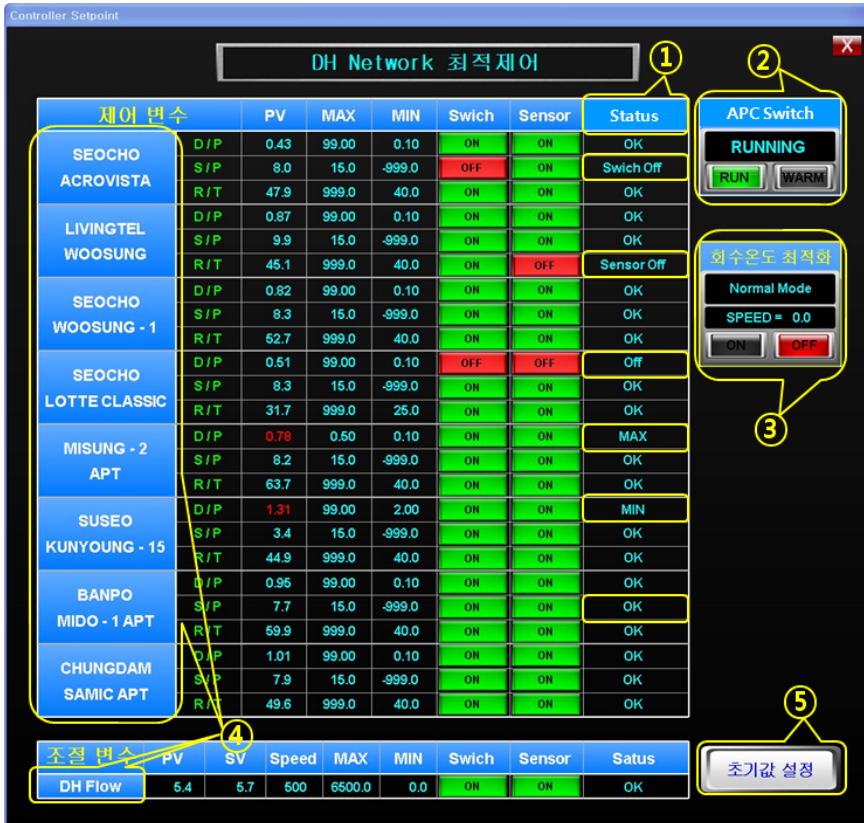 Controller Setpoint
X
DH Network 최적제어
①
②
제어 변수 PV MAX MIN Swich Sensor Status
SEOCHO ACROVISTA
D/P 0.43 99.00 0.10 ON ON OK
S/P 8.0 15.0 -999.0 OFF ON Swich Off
R/T 47.9 999.0 40.0 ON ON OK
LIVINGTEL WOOSUNG
D/P 0.87 99.00 0.10 ON ON OK
S/P 9.9 15.0 -999.0 ON ON OK
R/T 45.1 999.0 40.0 ON OFF Sensor Off
SEOCHO WOOSUNG - 1
D/P 0.82 99.00 0.10 ON ON OK
S/P 8.3 15.0 -999.0 ON ON OK
R/T 52.7 999.0 40.0 ON ON OK
SEOCHO LOTTE CLASSIC
D/P 0.51 99.00 0.10 OFF OFF Off
S/P 8.3 15.0 -999.0 ON ON OK
R/T 31.7 999.0 25.0 ON ON OK
MISUNG - 2 APT
D/P 0.78 0.50 0.10 ON ON MAX
S/P 8.2 15.0 -999.0 ON ON OK
R/T 63.7 999.0 40.0 ON ON OK
SUSEO KUNYOUNG - 15
D/P 1.31 99.00 2.00 ON ON MIN
S/P 3.4 15.0 -999.0 ON ON OK
R/T 44.9 999.0 40.0 ON ON OK
BANPO MIDO - 1 APT
D/P 0.95 99.00 0.10 ON ON OK
S/P 7.7 15.0 -999.0 ON ON OK
R/T 59.9 999.0 40.0 ON ON OK
CHUNGDAM SAMIC APT
D/P 1.01 99.00 0.10 ON ON OK
S/P 7.9 15.0 -999.0 ON ON OK
R/T 49.6 999.0 40.0 ON ON OK
APC Switch
RUNNING
RUN WARM
회수온도 최적화
Normal Mode
SPEED = 0.0
ON OFF
③
④
⑤
조절 변수 PV SV Speed MAX MIN Swich Sensor Satus
DH Flow 5.4 5.7 500 6500.0 0.0 ON ON OK
초기값 설정